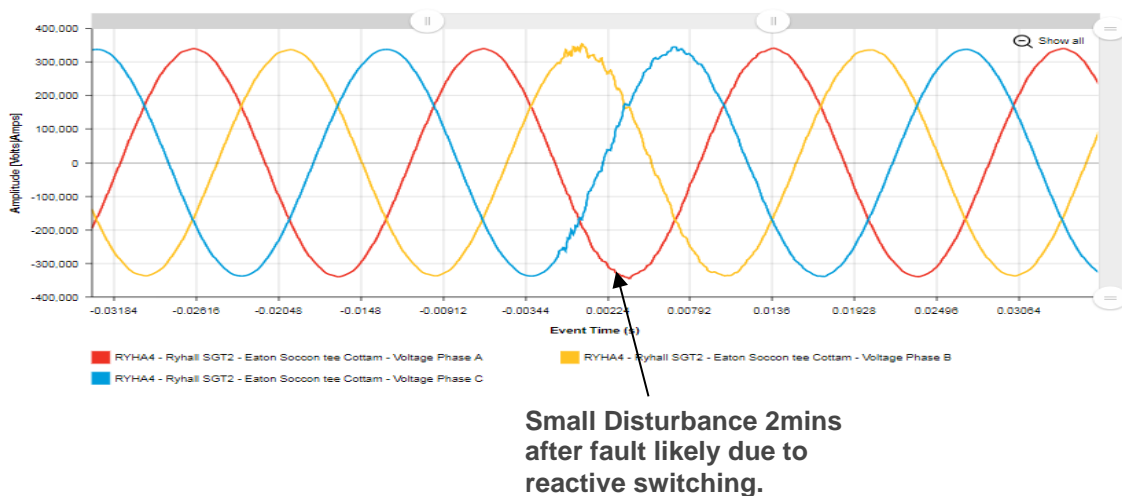 400,000
300,000
200,000
100,000
0
-100,000
-200,000
-300,000
-400,000
Amplitude [Volts/Amps]
Show all
-0.03184 -0.02616 -0.02048 -0.0148 -0.00912 -0.00344 0.00224 0.00792 0.0136 0.01928 0.02496 0.03064
Event Time (s)
RYHA4 - Ryhall SGT2 - Eaton Soccon tee Cottam - Voltage Phase A RYHA4 - Ryhall SGT2 - Eaton Soccon tee Cottam - Voltage Phase B
RYHA4 - Ryhall SGT2 - Eaton Soccon tee Cottam - Voltage Phase C
Small Disturbance 2mins
after fault likely due to
reactive switching.